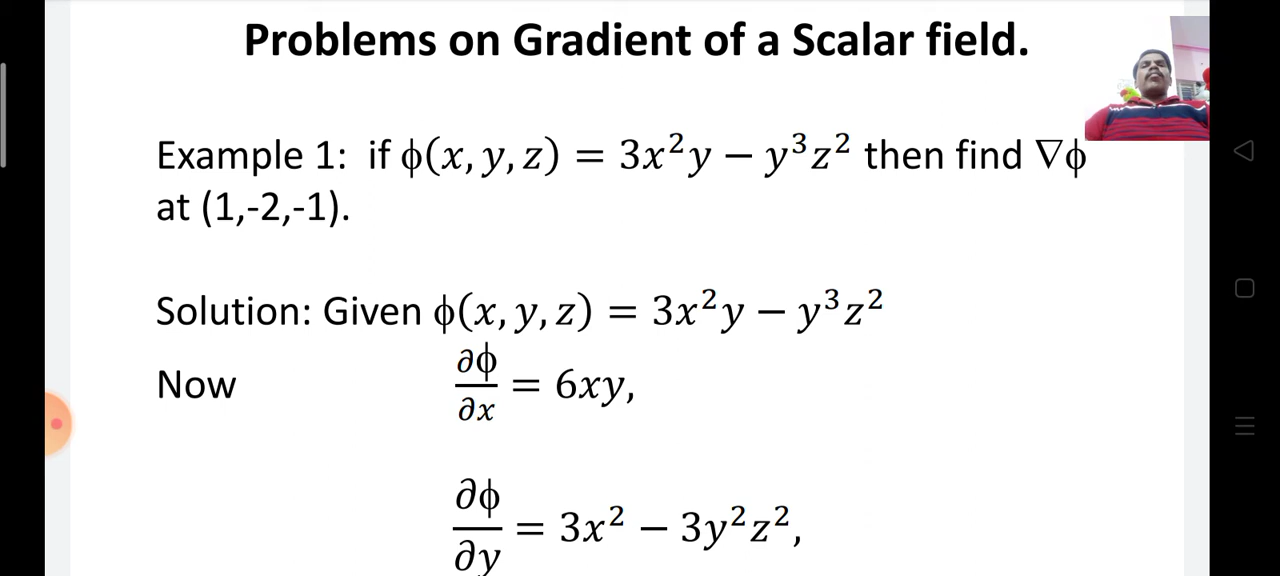 Problems on Gradient of a Scalar field.
Example 1: if ϕ(x, y, z) = 3x²y − y³z² then find ∇ϕ
at (1,-2,-1).
Solution: Given ϕ(x, y, z) = 3x²y − y³z²
Now ∂ϕ/∂x = 6xy,
∂ϕ/∂y = 3x² − 3y²z²,